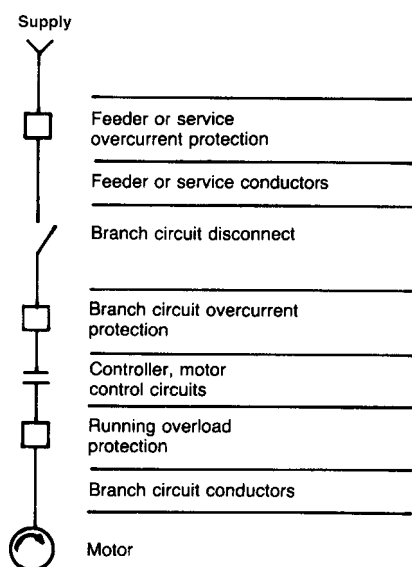 Supply
Feeder or service
overcurrent protection
Feeder or service conductors
Branch circuit disconnect
Branch circuit overcurrent
protection
Controller, motor
control circuits
Running overload
protection
Branch circuit conductors
Motor